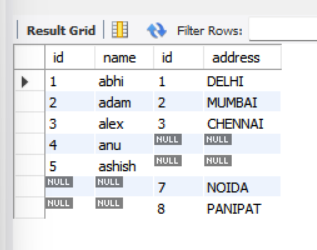 Result Grid Filter Rows:
id name id address
1 abhi 1 DELHI
2 adam 2 MUMBAI
3 alex 3 CHENNAI
4 anu NULL NULL
5 ashish NULL NULL
NULL NULL 7 NOIDA
NULL NULL 8 PANIPAT